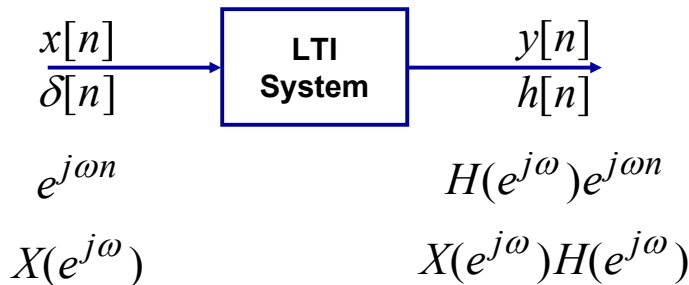 x[n] LTI System y[n]
δ[n] h[n]
e^{jωn} H(e^{jω})e^{jωn}
X(e^{jω}) X(e^{jω})H(e^{jω})